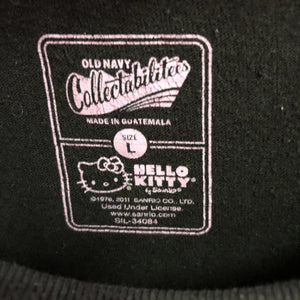 OLD NAVY
Collectabilitees
MADE IN GUATEMALA
SIZE
L
HELLO
KITTY
by SANRIO
©1976, 2011 SANRIO CO., LTD.
Used Under License.
www.sanrio.com
SIL-34084